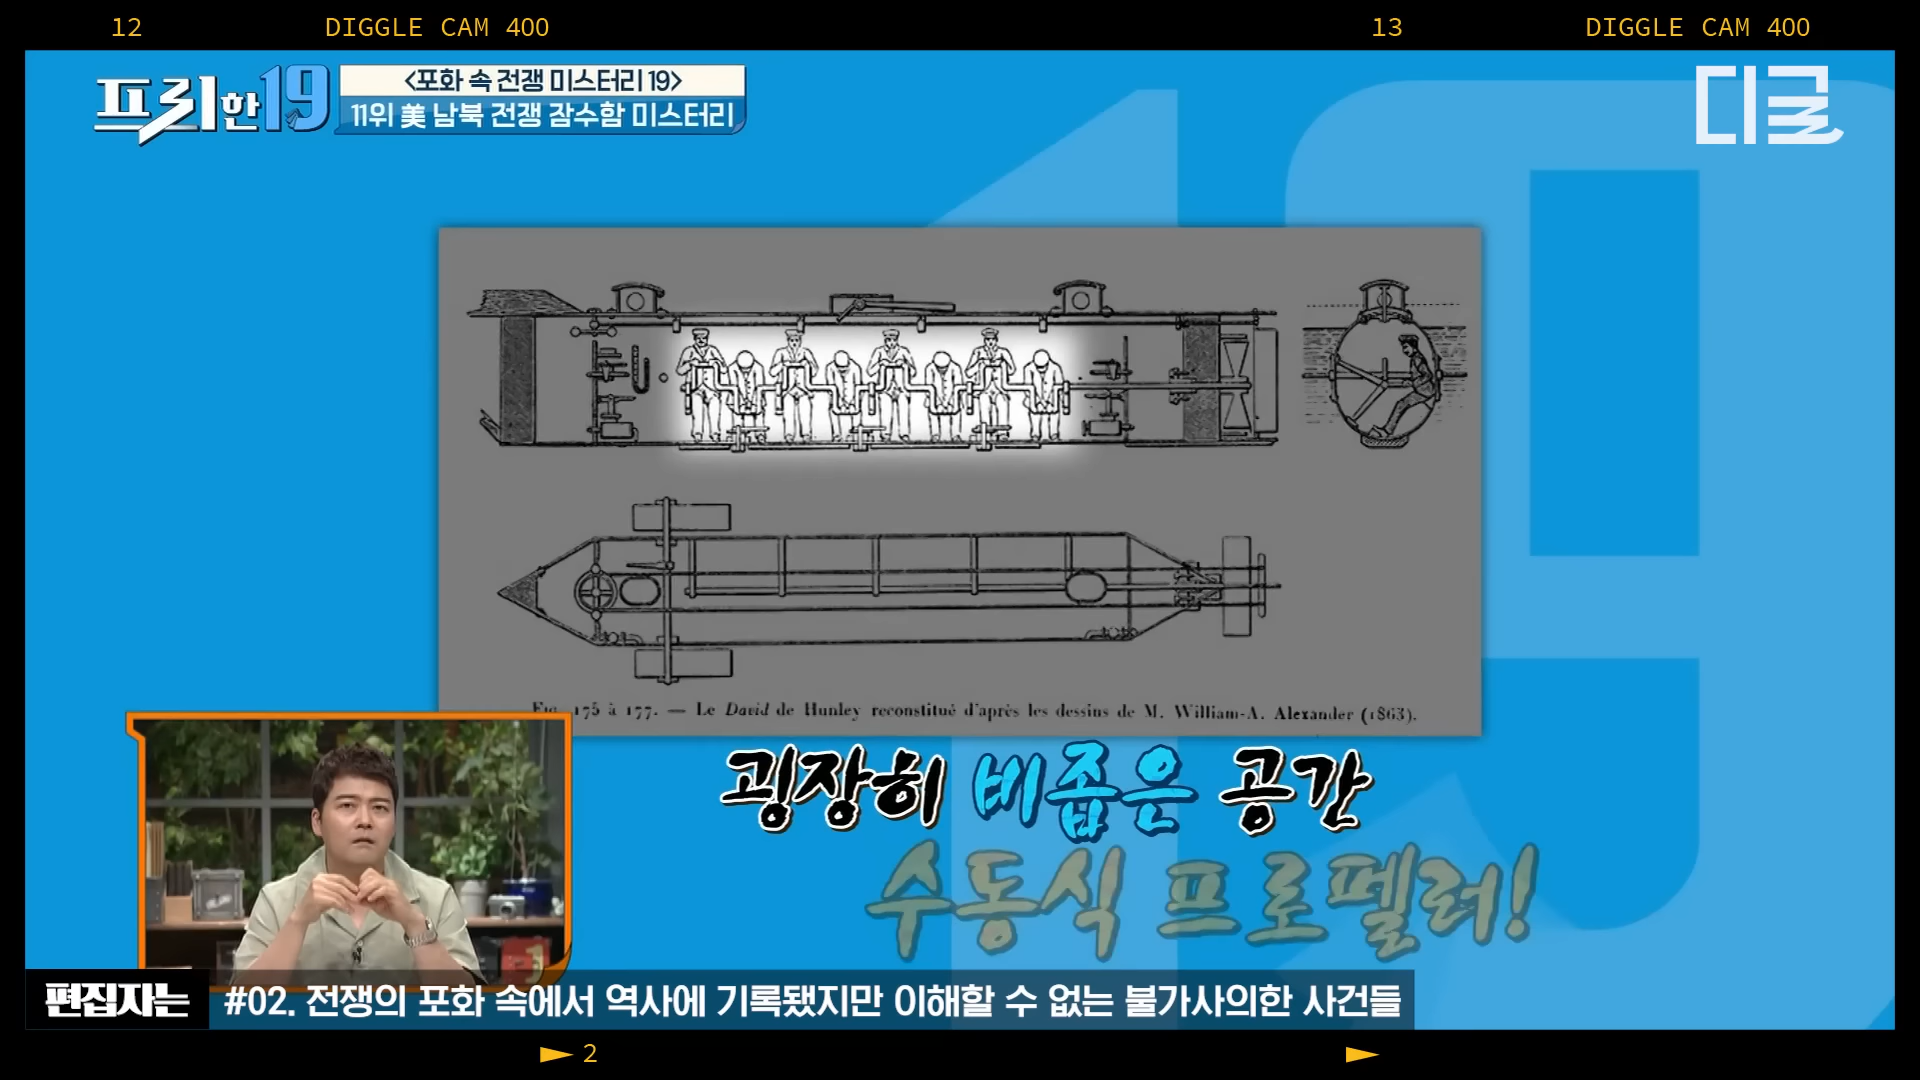 12 DIGGLE CAM 400 13 DIGGLE CAM 400
프리한19
<포화 속 전쟁 미스터리 19>
11위 美 남북 전쟁 잠수함 미스터리
디글
Fig. 175 à 177. — Le David de Hunley reconstitué d'après les dessins de M. William-A. Alexander (1863).
굉장히 비좁은 공간
수동식 프로펠러!
편집자는
#02. 전쟁의 포화 속에서 역사에 기록됐지만 이해할 수 없는 불가사의한 사건들
2